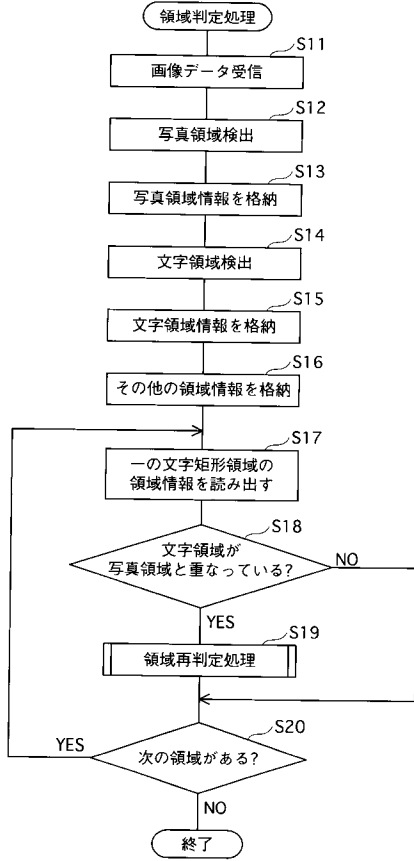 領域判定処理
S11
画像データ受信
S12
写真領域検出
S13
写真領域情報を格納
S14
文字領域検出
S15
文字領域情報を格納
S16
その他の領域情報を格納
S17
一の文字矩形領域の
領域情報を読み出す
S18
文字領域が
写真領域と重なっている?
NO
YES
S19
領域再判定処理
S20
YES
次の領域がある?
NO
終了